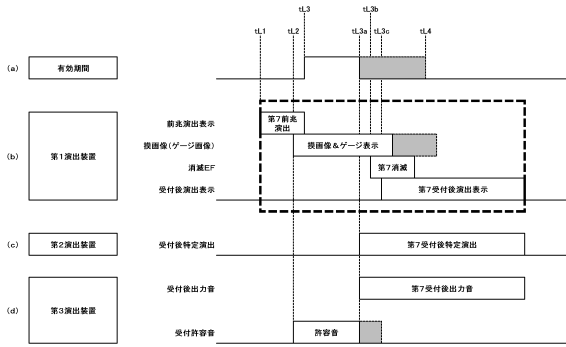 tL3 tL3b
tL1 tL2 tL3a tL3c tL4
(a) 有効期間
(b) 第1演出装置
前兆演出表示 第7前兆
演出
摸画像(ゲージ画像) 摸画像&ゲージ表示
消滅EF 第7消滅
受付後演出表示 第7受付後演出表示
(c) 第2演出装置 受付後特定演出 第7受付後特定演出
(d) 第3演出装置
受付後出力音 第7受付後出力音
受付許容音 許容音